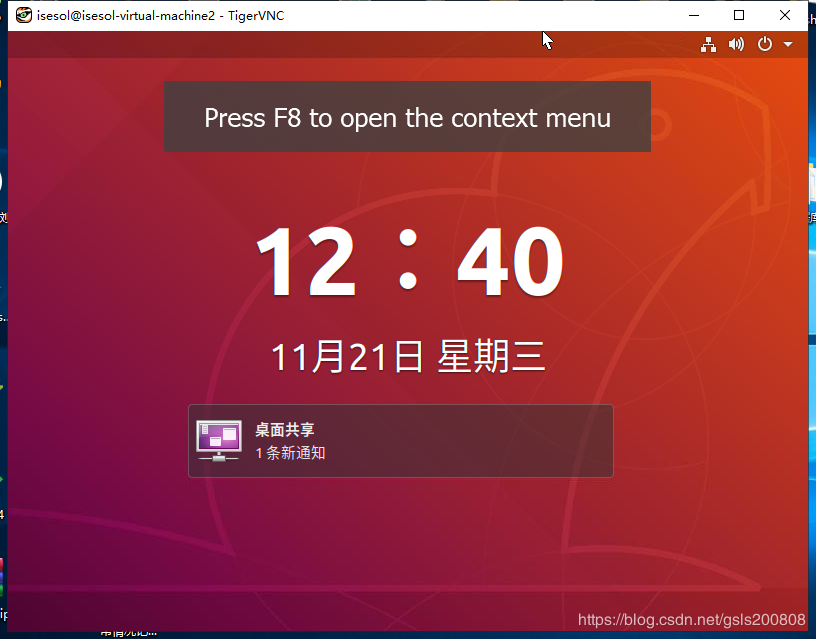 isesol@isesol-virtual-machine2 - TigerVNC
Press F8 to open the context menu
12：40
11月21日 星期三
桌面共享
1 条新通知
https://blog.csdn.net/gsls200808